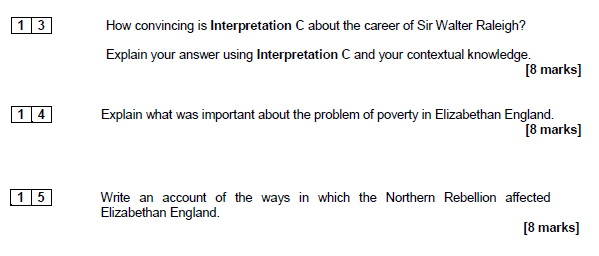 1 3 How convincing is Interpretation C about the career of Sir Walter Raleigh?
Explain your answer using Interpretation C and your contextual knowledge.
[8 marks]
1 4 Explain what was important about the problem of poverty in Elizabethan England.
[8 marks]
1 5 Write an account of the ways in which the Northern Rebellion affected
Elizabethan England.
[8 marks]